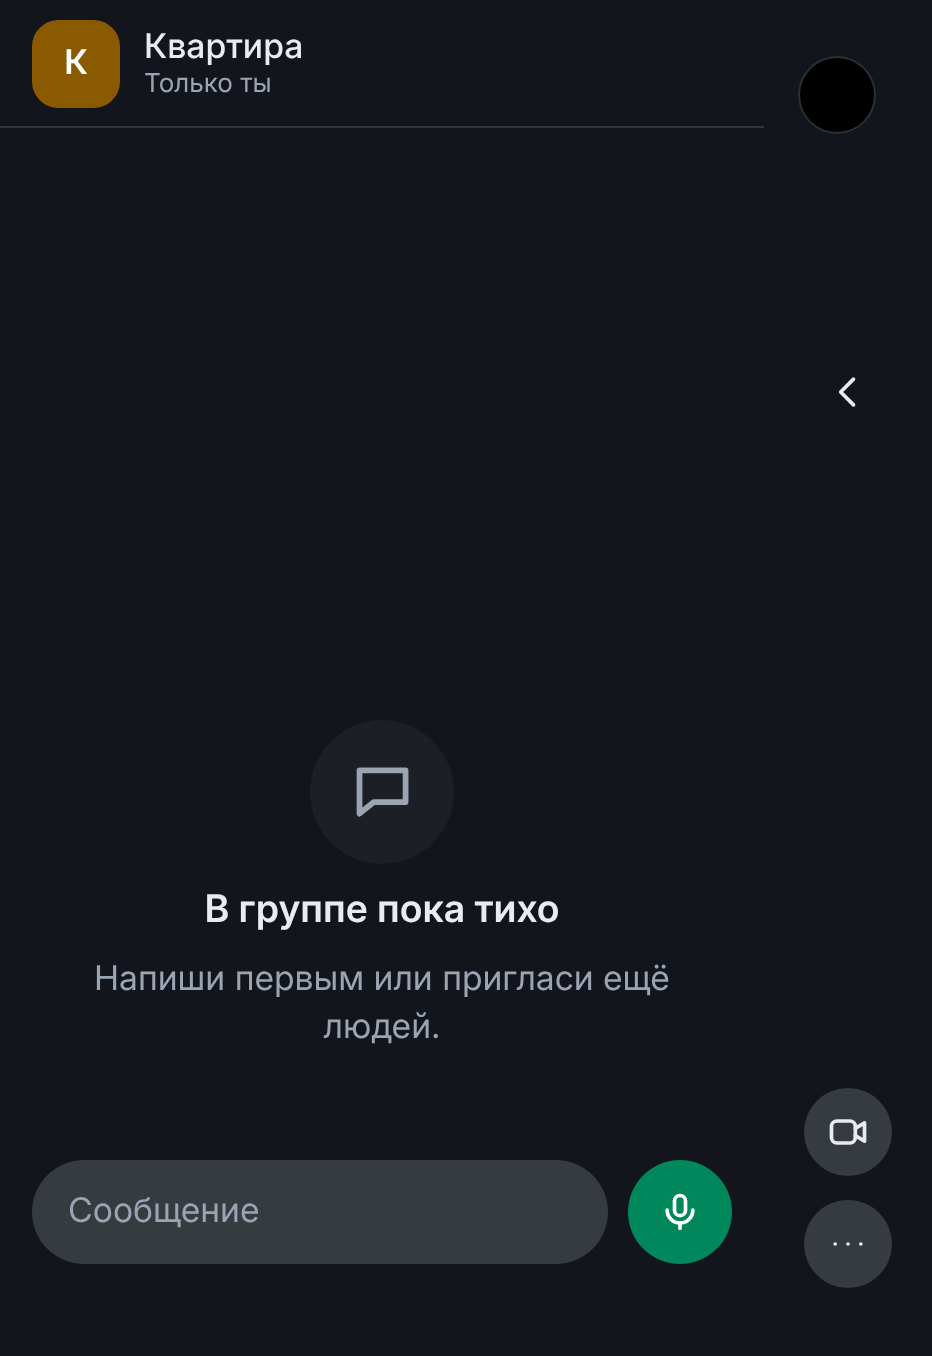 К
Квартира
Только ты
В группе пока тихо
Напиши первым или пригласи ещё
людей.
Сообщение